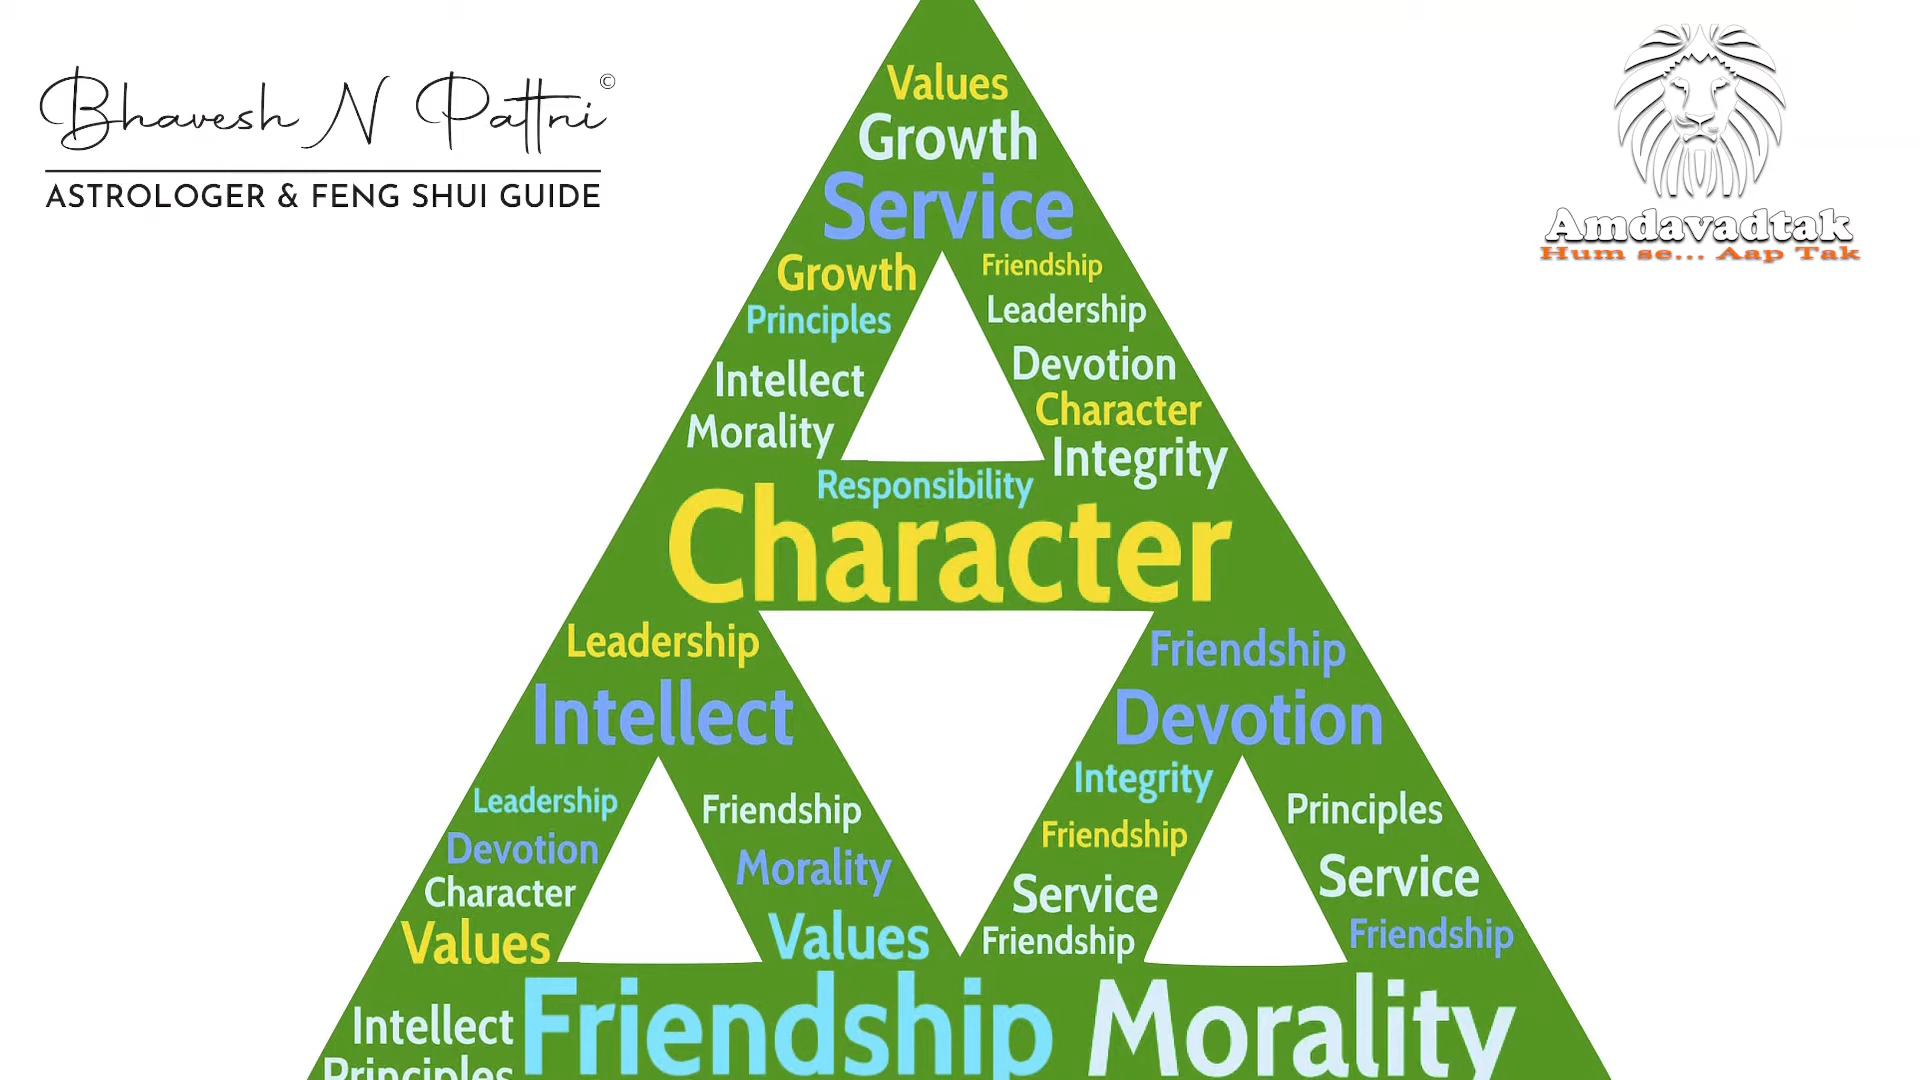 Bhavesh N Pattni©
ASTROLOGER & FENG SHUI GUIDE
Amdavadtak
Hum se... Aap Tak
Values
Growth
Service
Growth
Friendship
Principles
Leadership
Intellect
Devotion
Morality
Character
Integrity
Responsibility
Character
Leadership
Friendship
Intellect
Devotion
Leadership
Friendship
Integrity
Principles
Devotion
Morality
Friendship
Service
Character
Values
Values
Service
Friendship
Friendship
Intellect
Friendship
Morality
Principles